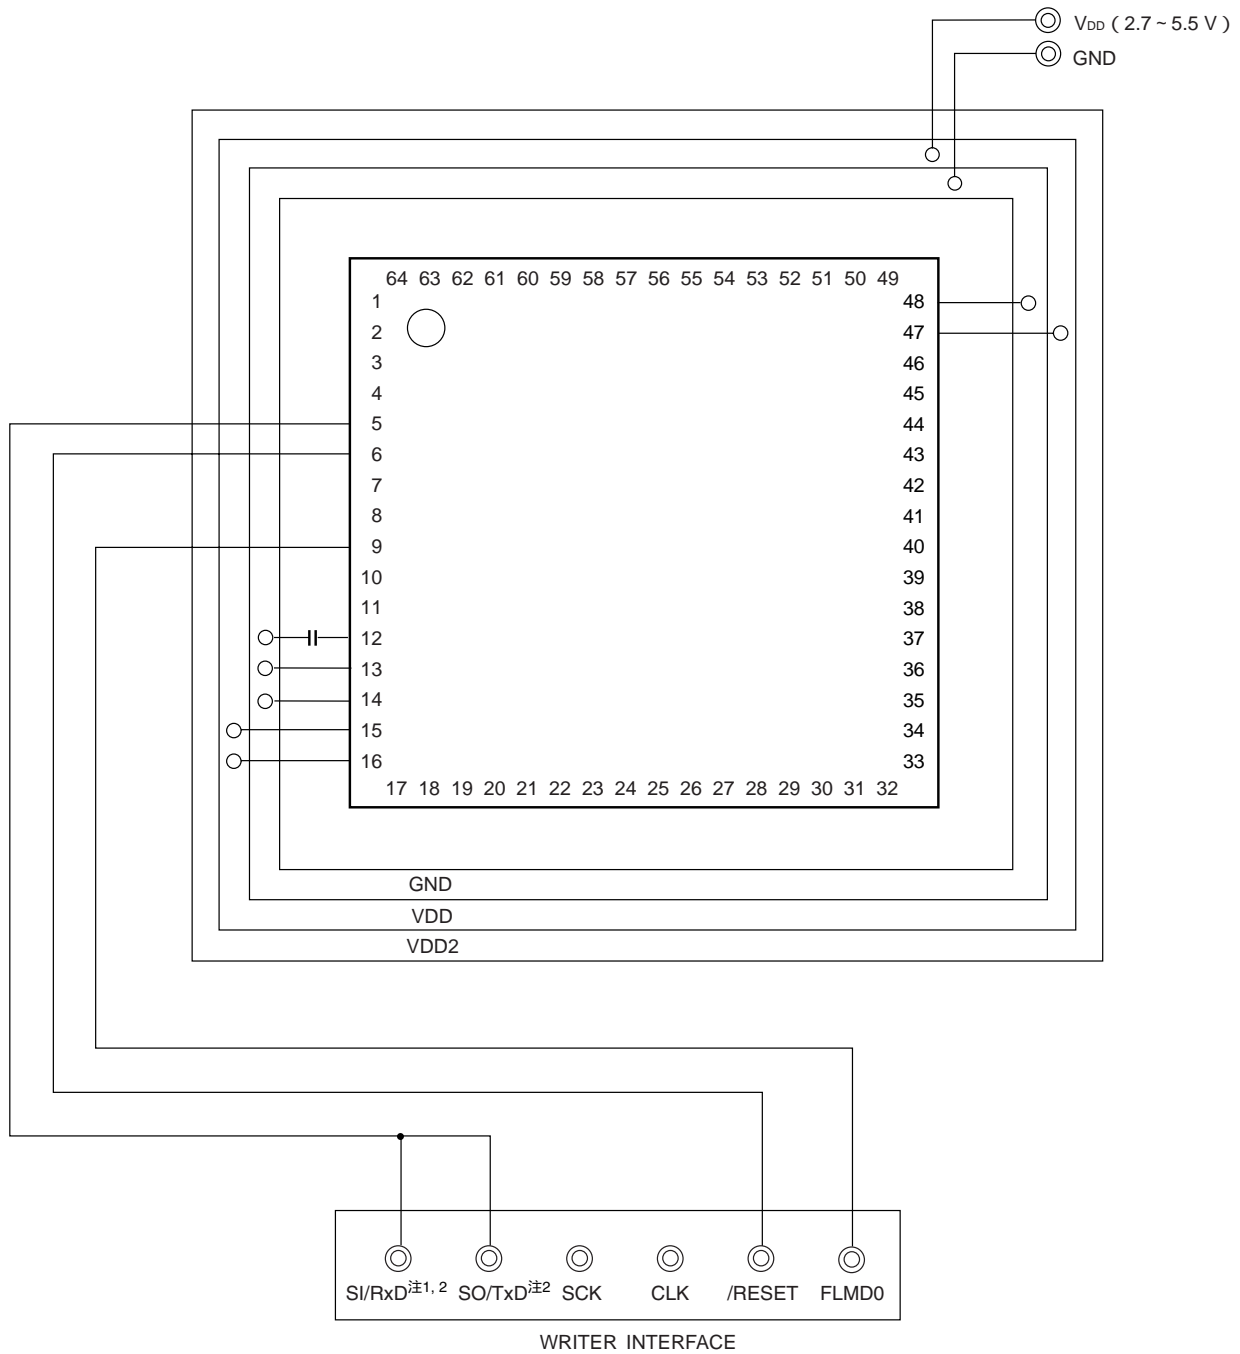 VDD ( 2.7 ~ 5.5 V )
GND
64 63 62 61 60 59 58 57 56 55 54 53 52 51 50 49
1 48
2 47
3 46
4 45
5 44
6 43
7 42
8 41
9 40
10 39
11 38
12 37
13 36
14 35
15 34
16 33
17 18 19 20 21 22 23 24 25 26 27 28 29 30 31 32
GND
VDD
VDD2
SI/RxD注1, 2 SO/TxD注2 SCK CLK /RESET FLMD0
WRITER INTERFACE